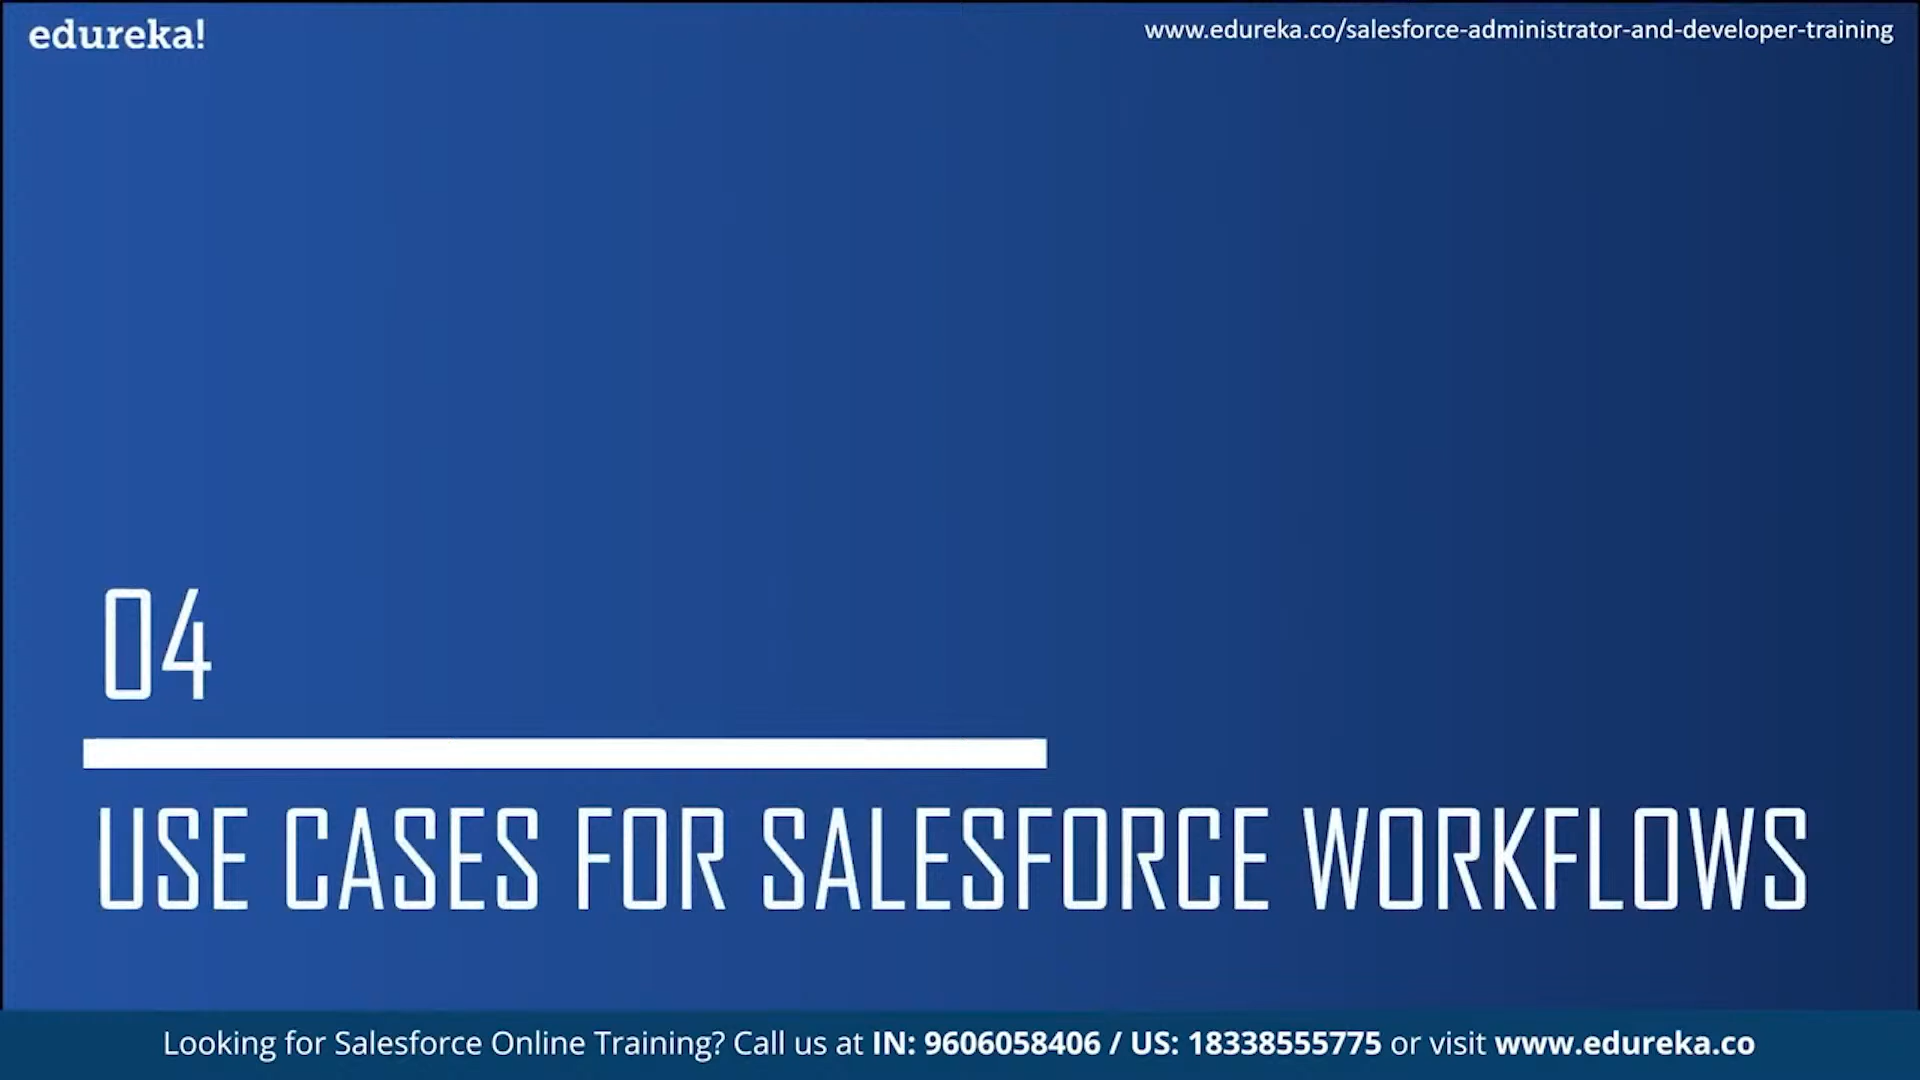 edureka!
www.edureka.co/salesforce-administrator-and-developer-training
04
USE CASES FOR SALESFORCE WORKFLOWS
Looking for Salesforce Online Training? Call us at IN: 9606058406 / US: 18338555775 or visit www.edureka.co